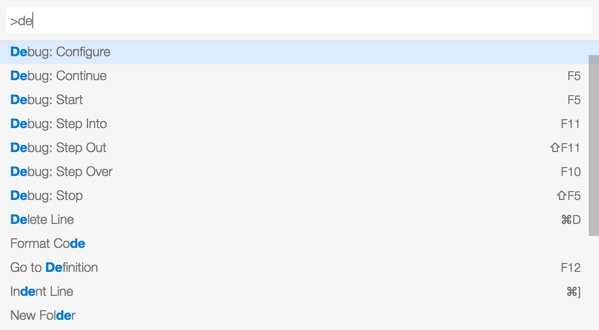 >de
Debug: Configure
Debug: Continue F5
Debug: Start F5
Debug: Step Into F11
Debug: Step Out ⇧F11
Debug: Step Over F10
Debug: Stop ⇧F5
Delete Line ⌘D
Format Code
Go to Definition F12
Indent Line ⌘]
New Folder